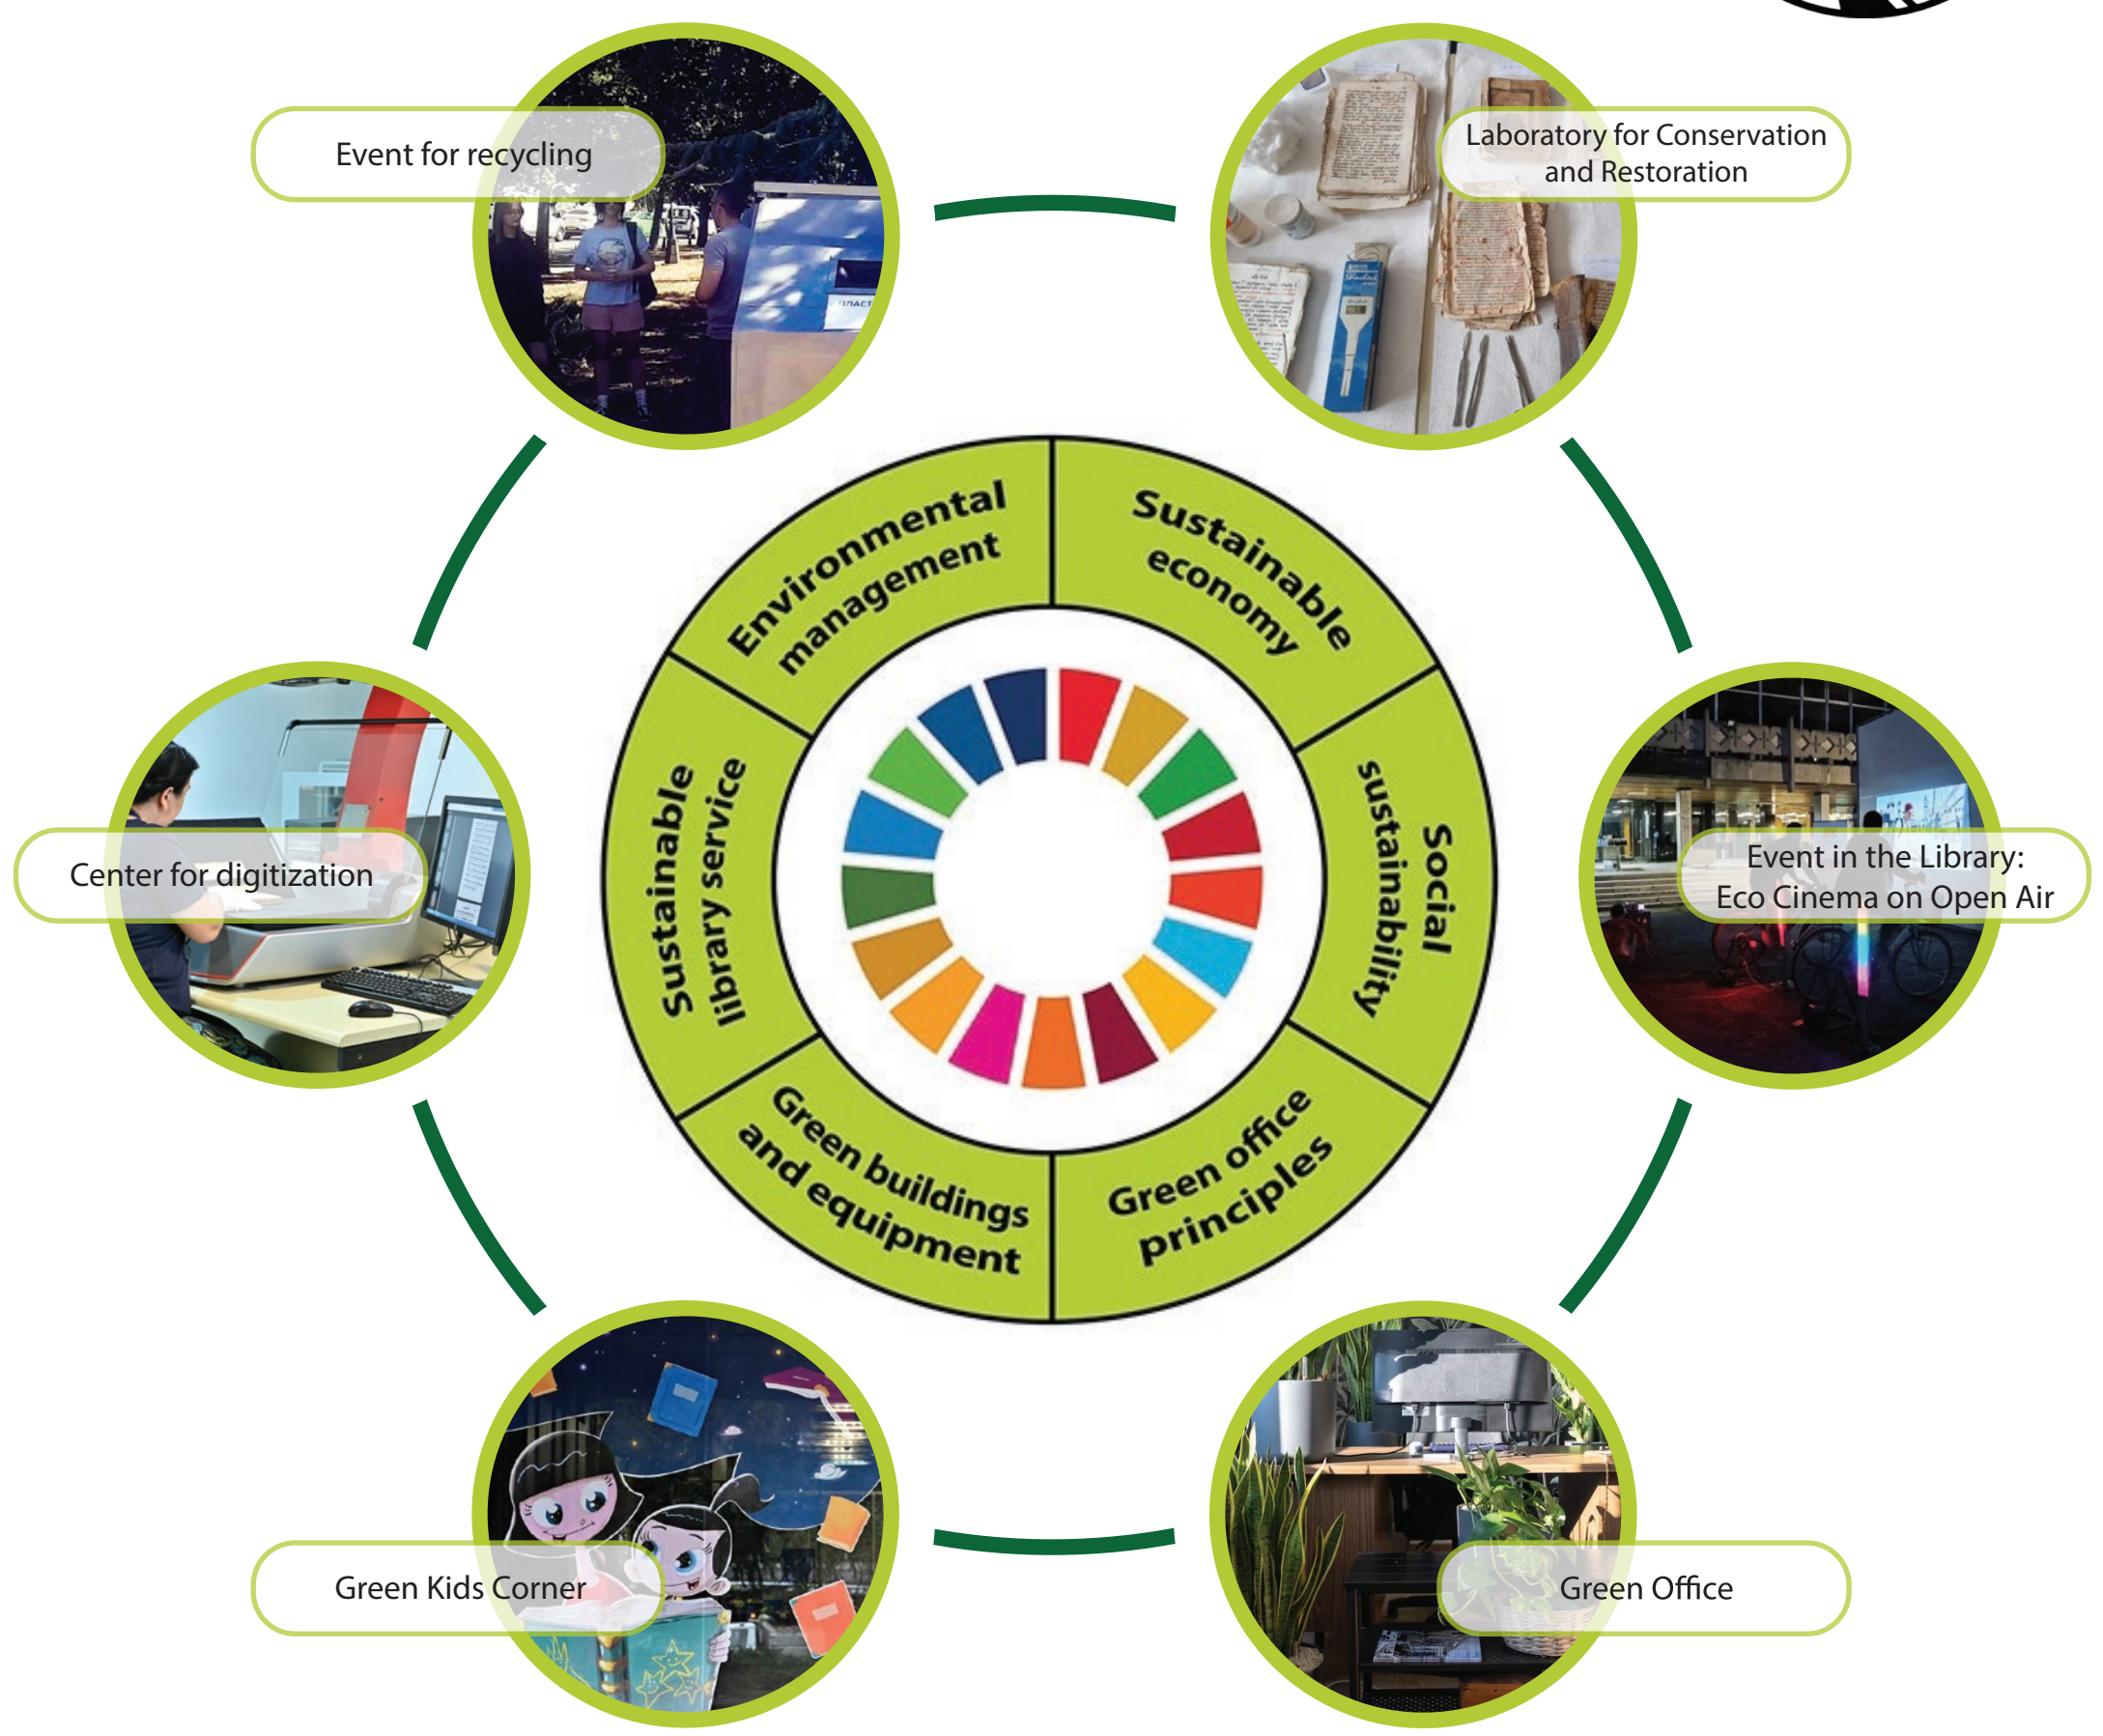 Event for recycling
Laboratory for Conservation
and Restoration
ПЛАСТ
Environmental
management
Sustainable
economy
Sustainable
library service
Social
sustainability
Center for digitization
Event in the Library:
Eco Cinema on Open Air
Green buildings
and equipment
Green office
principles
Green Kids Corner
Green Office